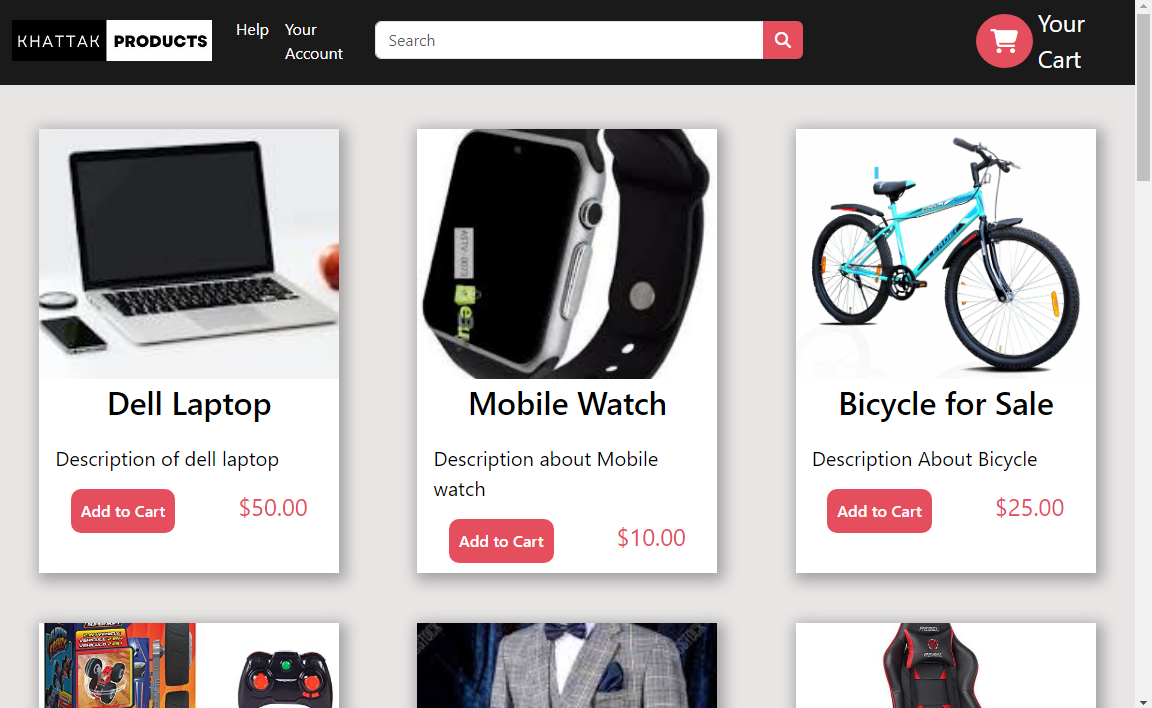 KHATTAK PRODUCTS
Help
Your
Account
Search
Your
Cart
LEADER
Dell Laptop
Mobile Watch
Bicycle for Sale
Description of dell laptop
Description about Mobile
watch
Description About Bicycle
Add to Cart
$50.00
Add to Cart
$10.00
Add to Cart
$25.00